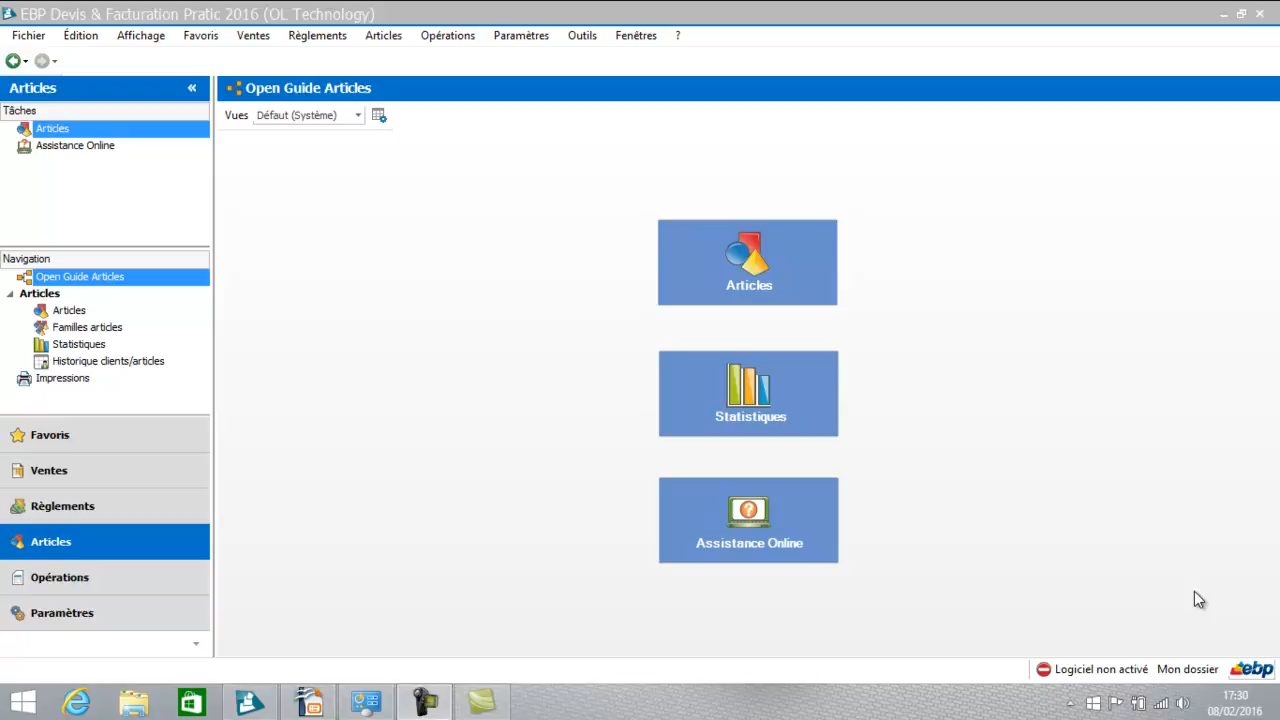 EBP Devis & Facturation Pratic 2016 (OL Technology)
Fichier Édition Affichage Favoris Ventes Règlements Articles Opérations Paramètres Outils Fenêtres ?
Articles «
Tâches
Articles
Assistance Online
Navigation
Open Guide Articles
Articles
Articles
Familles articles
Statistiques
Historique clients/articles
Impressions
Favoris
Ventes
Règlements
Articles
Opérations
Paramètres
Open Guide Articles
Vues Défaut (Système)
Articles
Statistiques
Assistance Online
Logiciel non activé Mon dossier ebp
17:30
08/02/2016